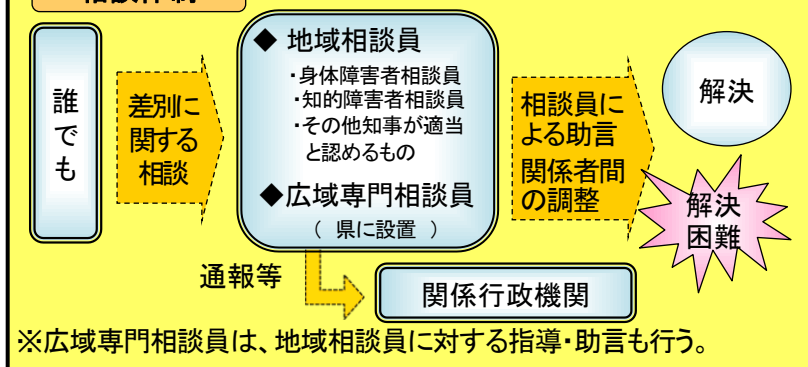 誰でも
差別に
関する
相談
◆ 地域相談員
・身体障害者相談員
・知的障害者相談員
・その他知事が適当
と認めるもの
◆広域専門相談員
( 県に設置 )
相談員に
よる助言
関係者間
の調整
解決
解決
困難
通報等
関係行政機関
※広域専門相談員は、地域相談員に対する指導・助言も行う。